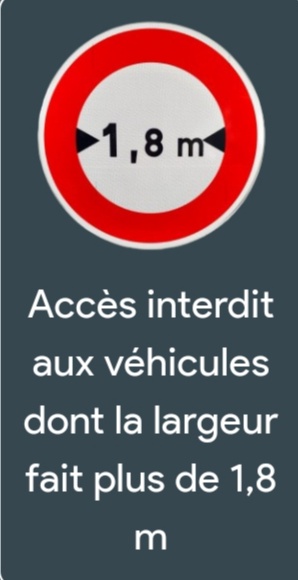 1,8 m
Accès interdit
aux véhicules
dont la largeur
fait plus de 1,8
m